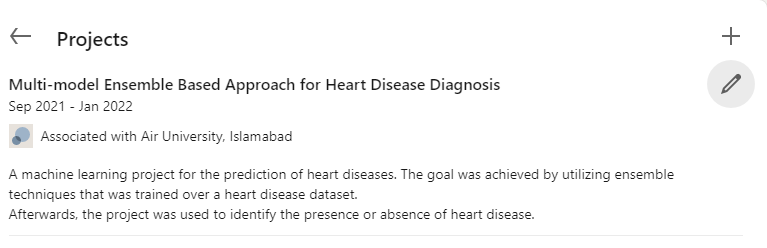 Projects
Multi-model Ensemble Based Approach for Heart Disease Diagnosis
Sep 2021 - Jan 2022
Associated with Air University, Islamabad
A machine learning project for the prediction of heart diseases. The goal was achieved by utilizing ensemble
techniques that was trained over a heart disease dataset.
Afterwards, the project was used to identify the presence or absence of heart disease.